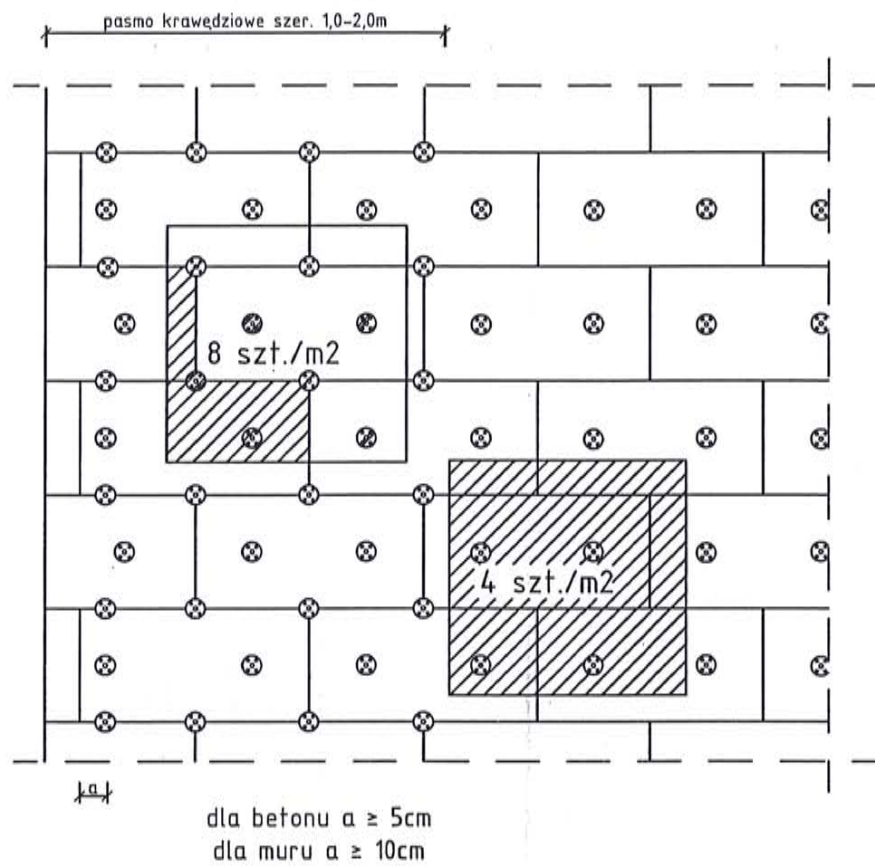 pasmo krawędziowe szer. 1,0-2,0m
8 szt./m2
4 szt./m2
a
dla betonu a ≥ 5cm
dla muru a ≥ 10cm